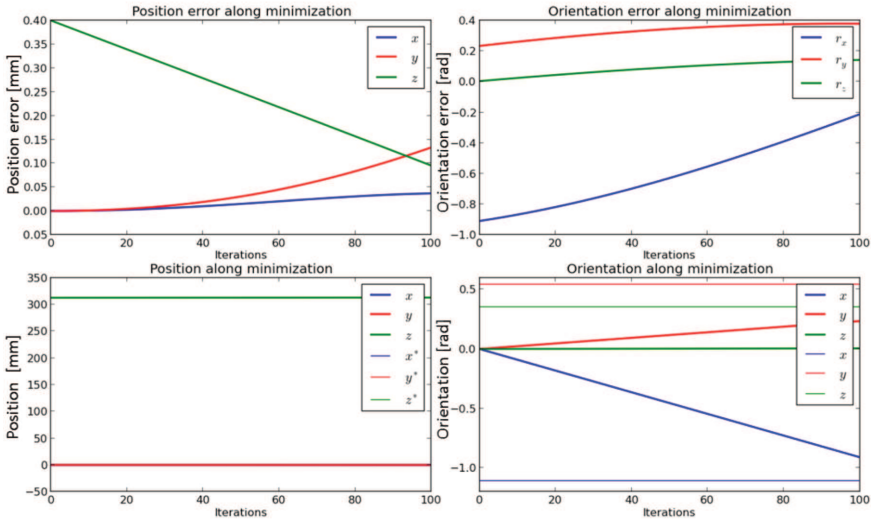 Position error along minimization
Position error [mm]
0.40
0.35
0.30
0.25
0.20
0.15
0.10
0.05
0.00
0.05
0 20 40 60 80 100
Iterations
x
y
z
Orientation error along minimization
Orientation error [rad]
0.4
0.2
0.0
−0.2
−0.4
−0.6
−0.8
−1.0
0 20 40 60 80 100
Iterations
r_x
r_y
r_z
Position along minimization
Position [mm]
350
300
250
200
150
100
50
0
−50
0 20 40 60 80 100
Iterations
x
y
z
x*
y*
z*
Orientation along minimization
Orientation [rad]
0.5
0.0
−0.5
−1.0
0 20 40 60 80 100
Iterations
x
y
z
x
y
z